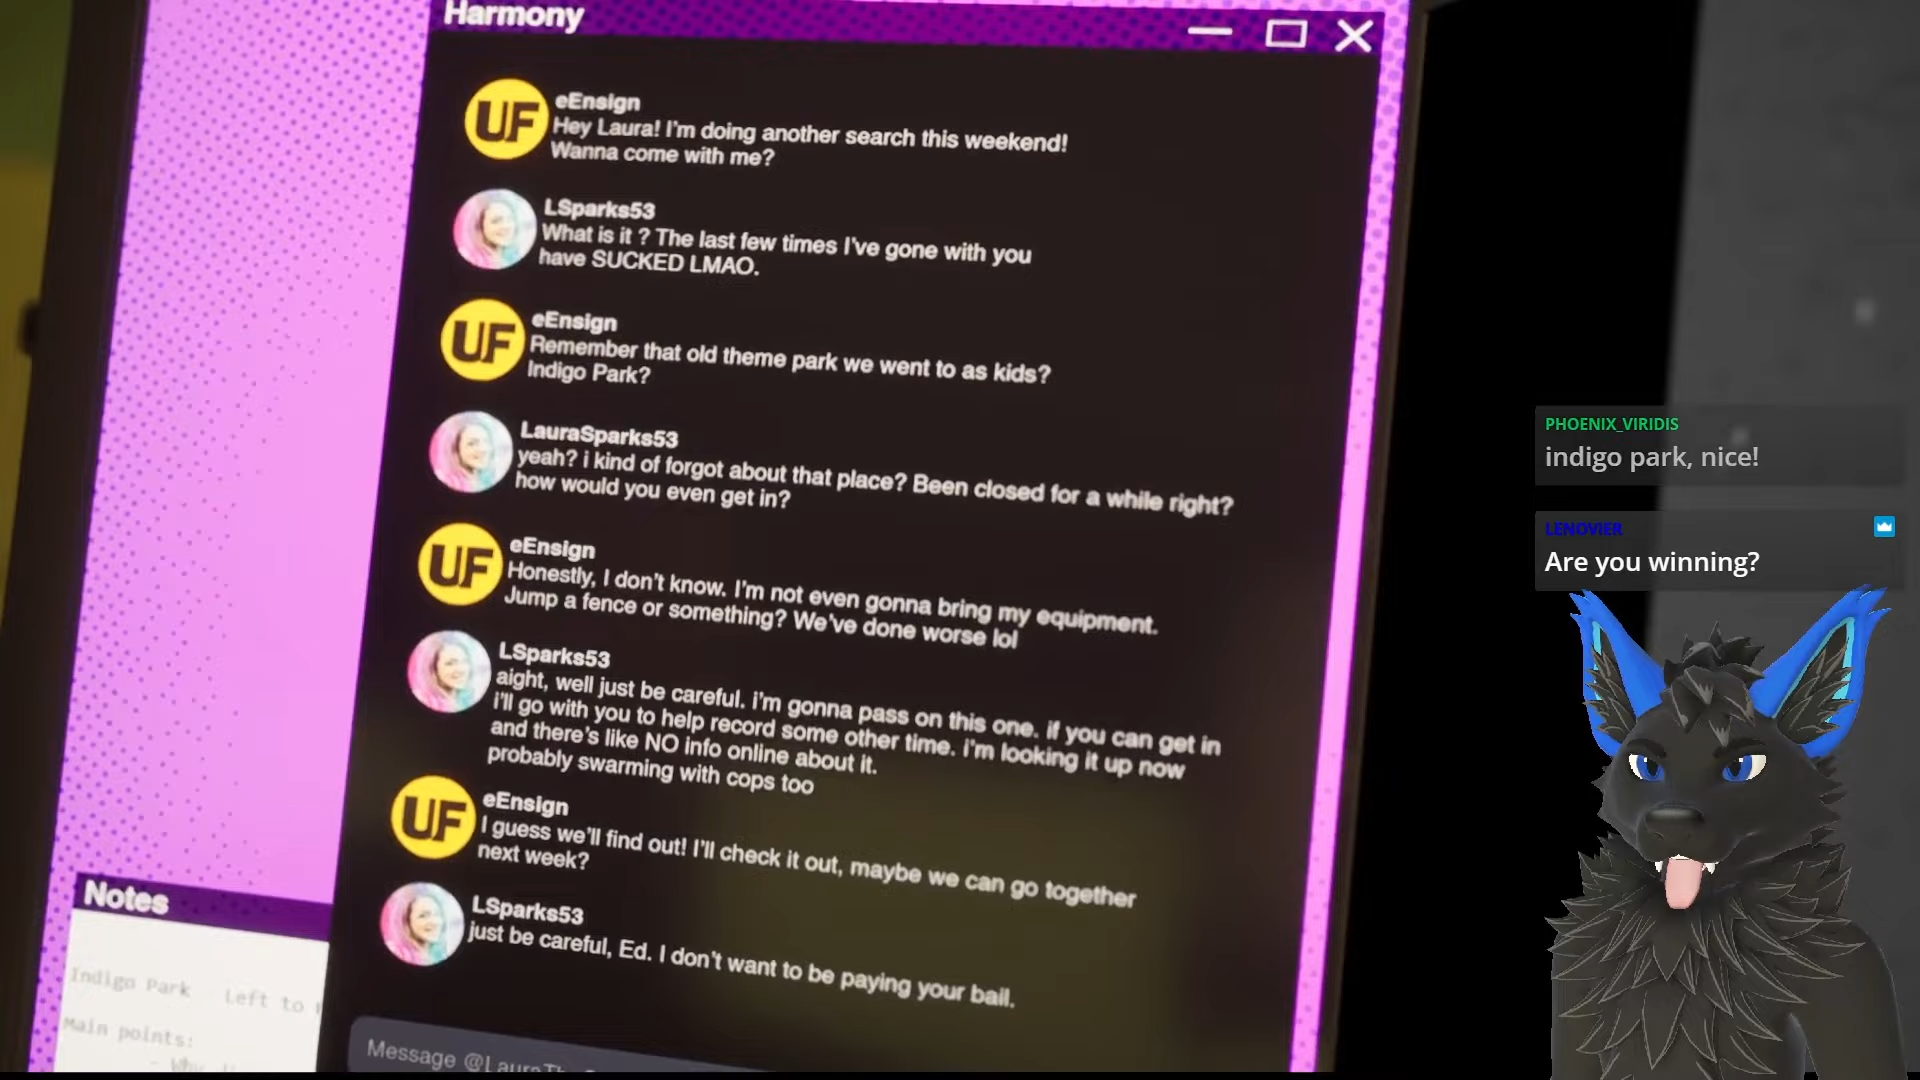 Harmony
UF
eEnsign
Hey Laura! I'm doing another search this weekend!
Wanna come with me?
LSparks53
What is it ? The last few times I've gone with you
have SUCKED LMAO.
UF
eEnsign
Remember that old theme park we went to as kids?
Indigo Park?
LauraSparks53
yeah? i kind of forgot about that place? Been closed for a while right?
how would you even get in?
UF
eEnsign
Honestly, I don't know. I'm not even gonna bring my equipment.
Jump a fence or something? We've done worse lol
LSparks53
aight, well just be careful. i'm gonna pass on this one. if you can get in
i'll go with you to help record some other time. i'm looking it up now
and there's like NO info online about it.
probably swarming with cops too
UF
eEnsign
I guess we'll find out! I'll check it out, maybe we can go together
next week?
LSparks53
just be careful, Ed. I don't want to be paying your bail.
Message
Notes
Indigo Park Left to
Main points:
- Why
PHOENIX_VIRIDIS
indigo park, nice!
LENOVIER
Are you winning?